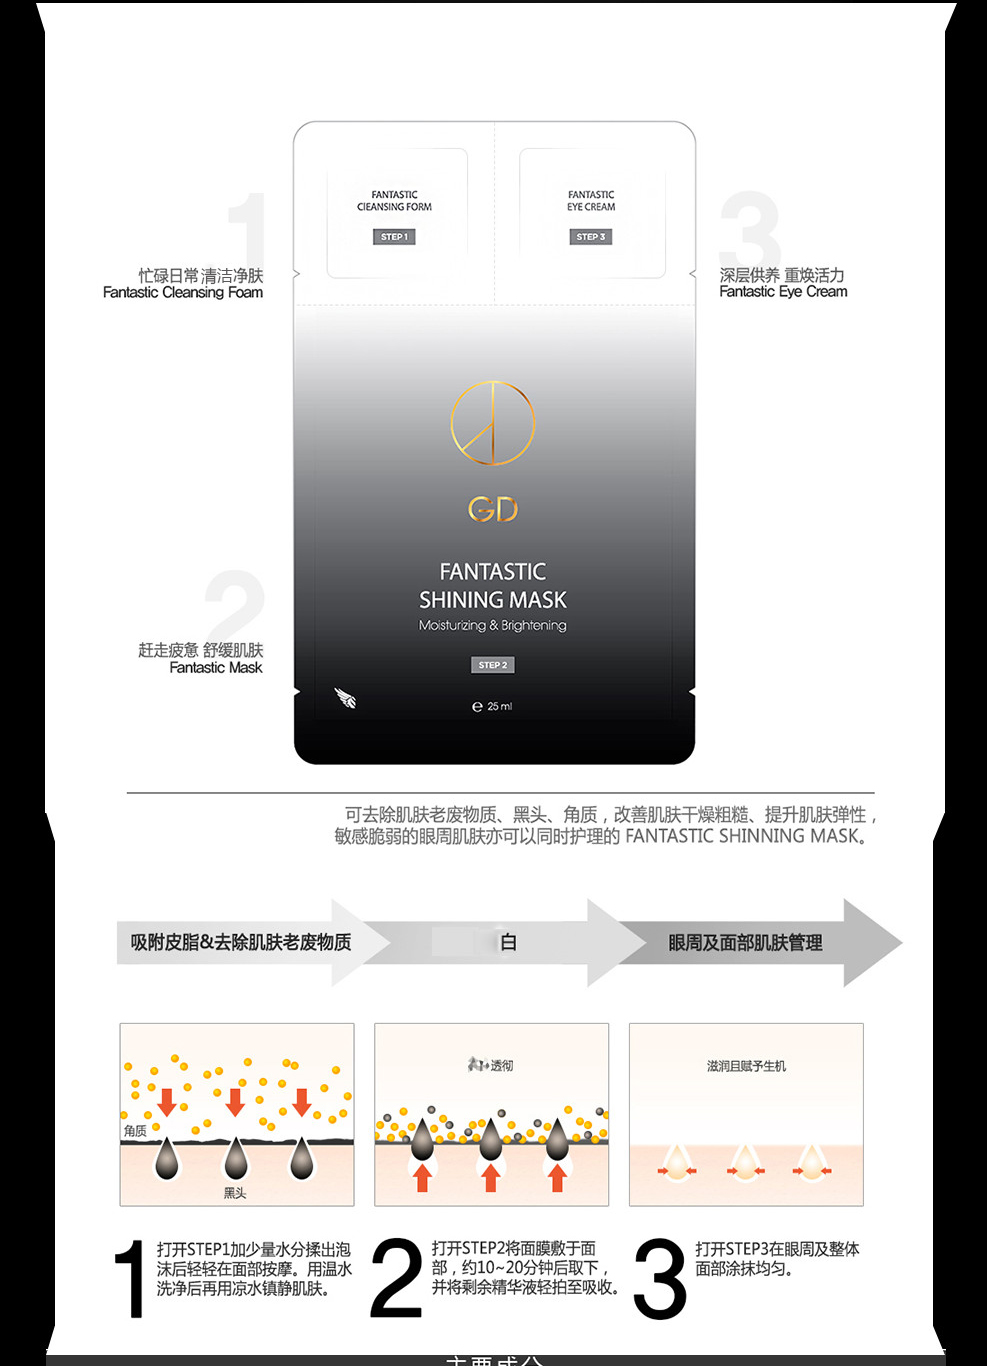 FANTASTIC
CIEANSING FORM
STEP 1
FANTASTIC
EYE CREAM
STEP 3
1
忙碌日常 清洁净肤
Fantastic Cleansing Foam
3
深层供养 重焕活力
Fantastic Eye Cream
GD
FANTASTIC
SHINING MASK
Moisturizing & Brightening
STEP 2
e 25 ml
2
赶走疲惫 舒缓肌肤
Fantastic Mask
可去除肌肤老废物质、黑头、角质，改善肌肤干燥粗糙、提升肌肤弹性，
敏感脆弱的眼周肌肤亦可以同时护理的 FANTASTIC SHINNING MASK。
吸附皮脂&去除肌肤老废物质
白
眼周及面部肌肤管理
角质
黑头
透彻
滋润且赋予生机
1
打开STEP1加少量水分揉出泡
沫后轻轻在面部按摩。用温水
洗净后再用凉水镇静肌肤。
2
打开STEP2将面膜敷于面
部，约10~20分钟后取下，
并将剩余精华液轻拍至吸收。
3
打开STEP3在眼周及整体
面部涂抹均匀。
主要成分